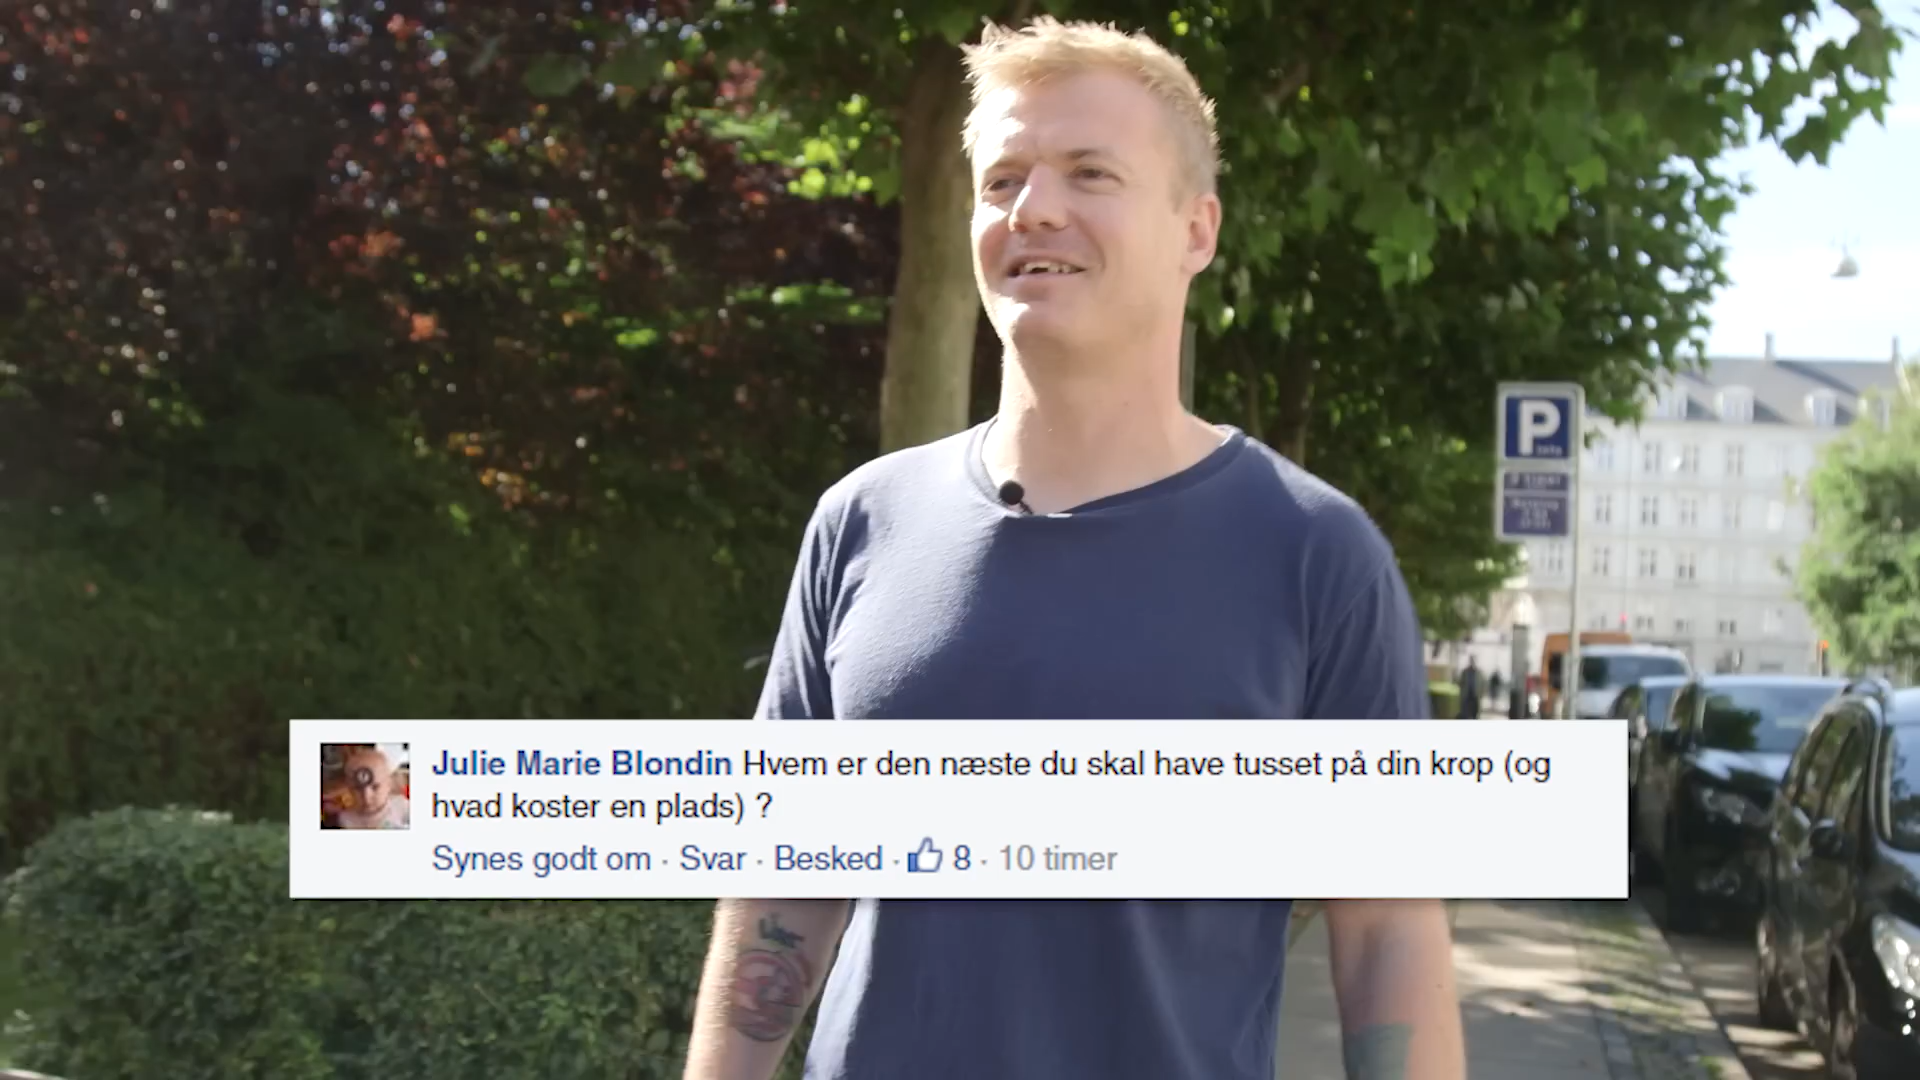 P
Julie Marie Blondin Hvem er den næste du skal have tusset på din krop (og
hvad koster en plads) ?
Synes godt om · Svar · Besked · 8 · 10 timer